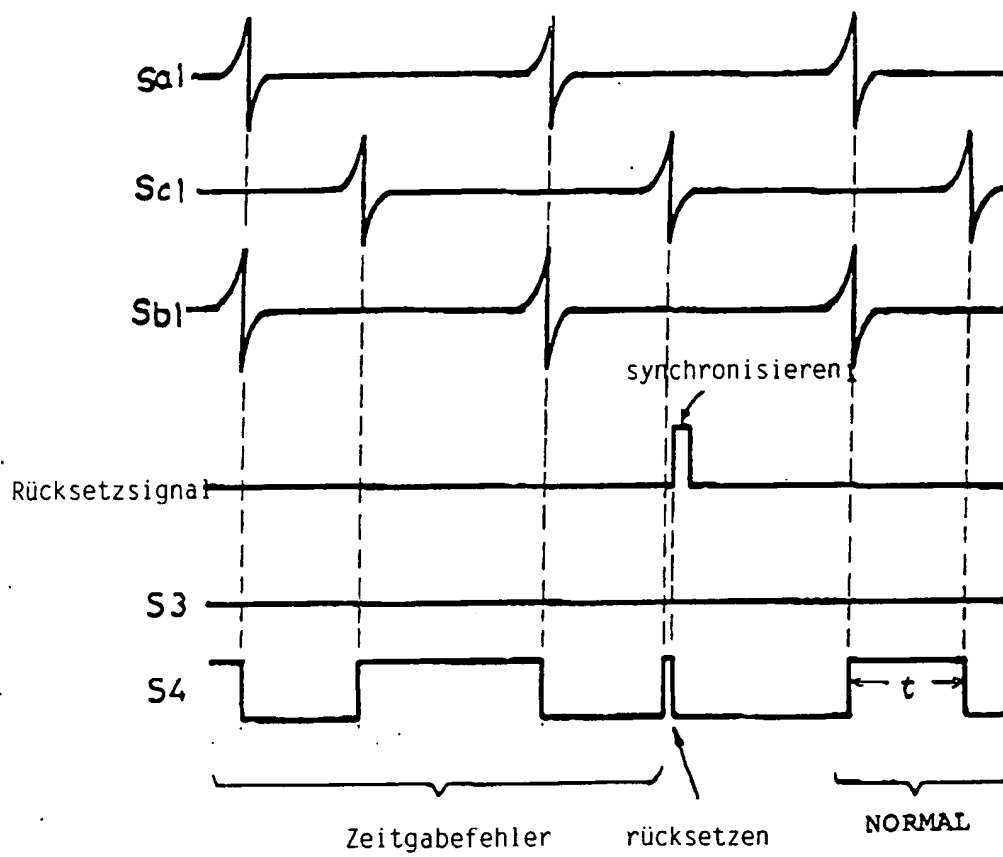 Sa1
Sc1
Sb1
synchronisieren
Rücksetzsignal
S3
S4
t
Zeitgabefehler
rücksetzen
NORMAL